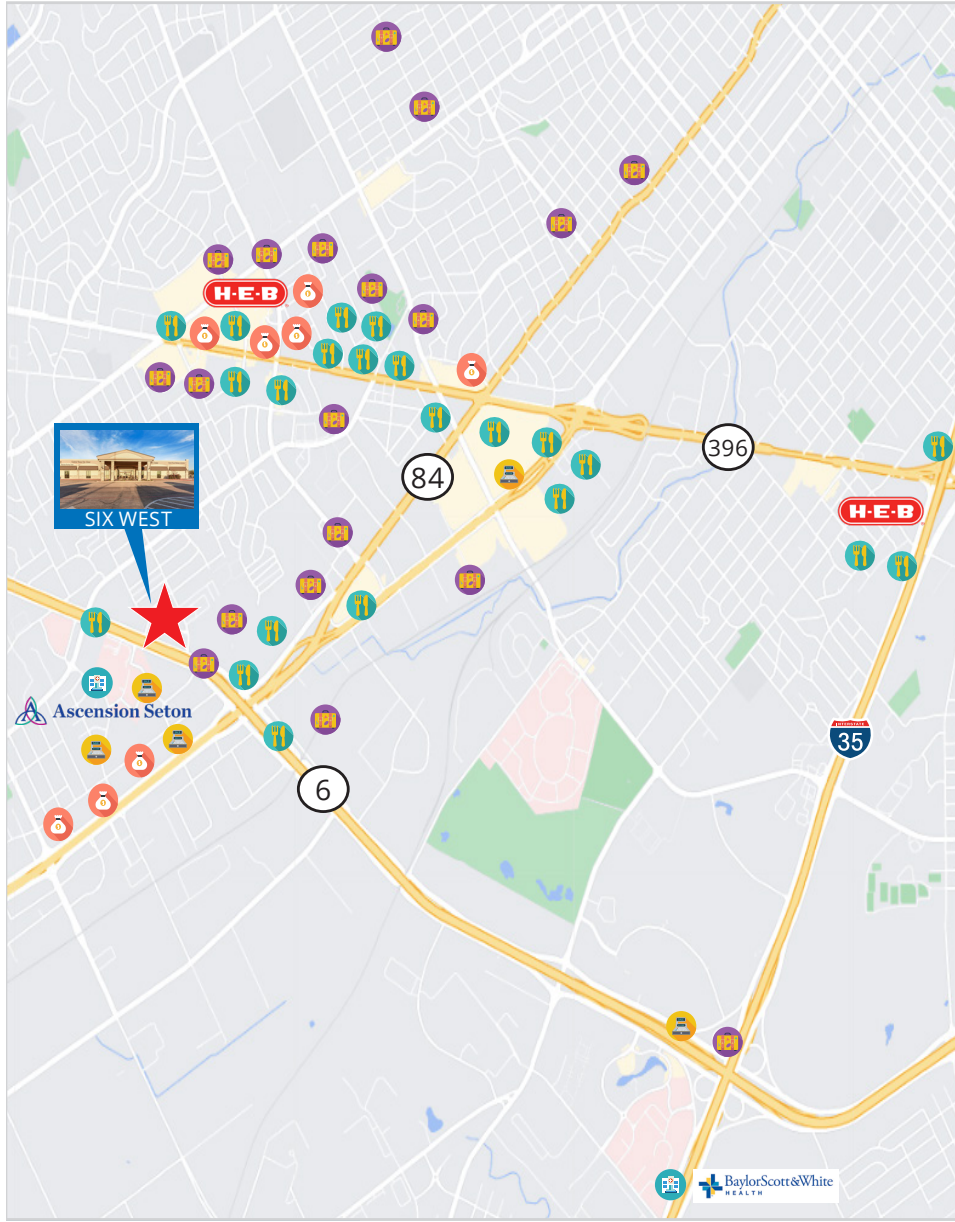 H-E-B
396
84
H-E-B
SIX WEST
Ascension Seton
INTERSTATE
35
6
BaylorScott&White
HEALTH